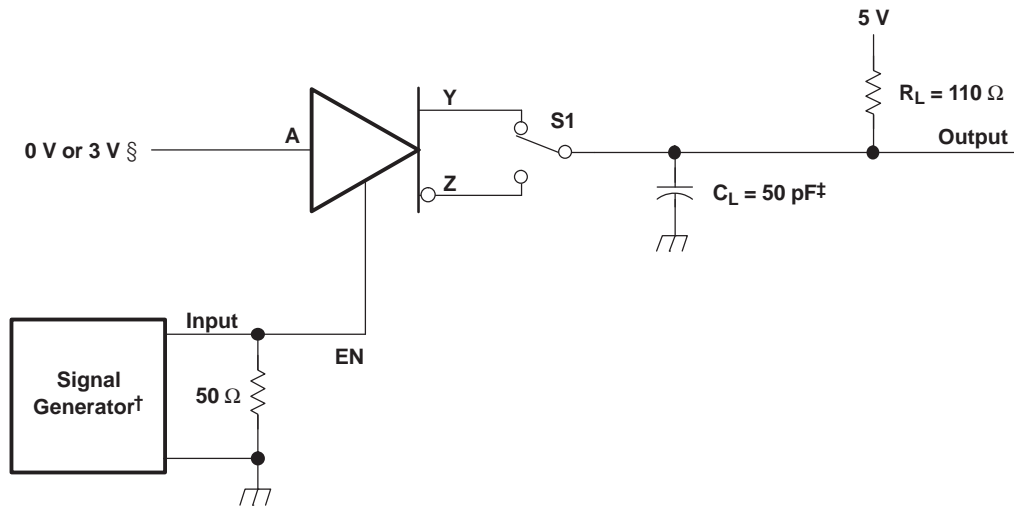 5 V
R_L = 110 Ω
Output
Y
S1
A
0 V or 3 V §
Z
C_L = 50 pF‡
Input
EN
Signal
Generator†
50 Ω